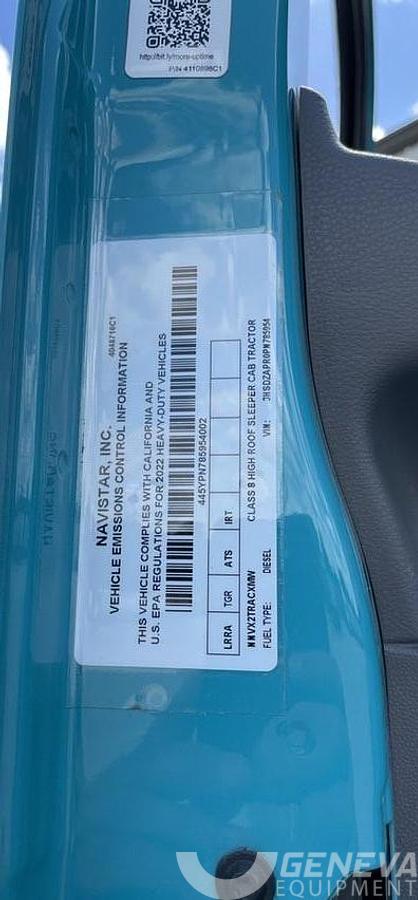 http://bit.ly/more-uptime
P/N 4110898C1
4048716C1
NAVISTAR, INC.
VEHICLE EMISSIONS CONTROL INFORMATION
THIS VEHICLE COMPLIES WITH CALIFORNIA AND
U.S. EPA REGULATIONS FOR 2022 HEAVY-DUTY VEHICLES
445YPN785954002
LRRA TGR ATS IRT
NNVX2TRACXMW CLASS 8 HIGH ROOF SLEEPER CAB TRACTOR
FUEL TYPE: DIESEL VIN: 3HSDZAPR0PN785954
GENEVA
EQUIPMENT